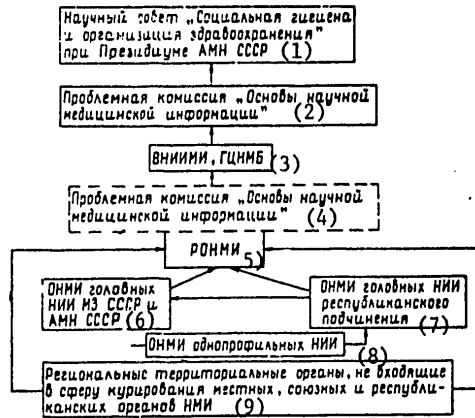 Научный совет „Социальная гигиена
и организация здравоохранения"
при Президиуме АМН СССР (1)
Проблемная комиссия „Основы научной
медицинской информации" (2)
ВНИИМИ, ГЦНМБ (3)
Проблемная комиссия „Основы научной
медицинской информации" (4)
РОНМИ 5)
ОНМИ головных
НИИ МЗ СССР и
АМН СССР (6)
ОНМИ головных НИИ
республиканского
подчинения (7)
ОНМИ однопрофильных НИИ (8)
Региональные территориальные органы, не входящие
в сферу курирования местных, союзных и республи-
канских органов НМИ (9)